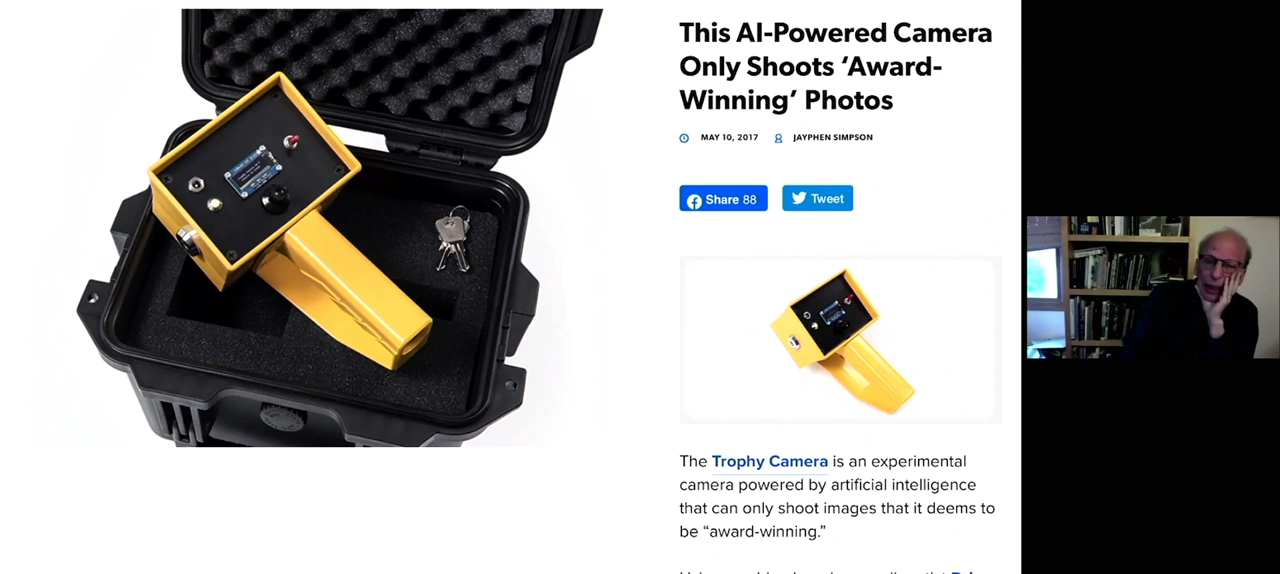 This AI-Powered Camera
Only Shoots ‘Award-
Winning’ Photos
MAY 10, 2017 JAYPHEN SIMPSON
Share 88 Tweet
The Trophy Camera is an experimental
camera powered by artificial intelligence
that can only shoot images that it deems to
be “award-winning.”